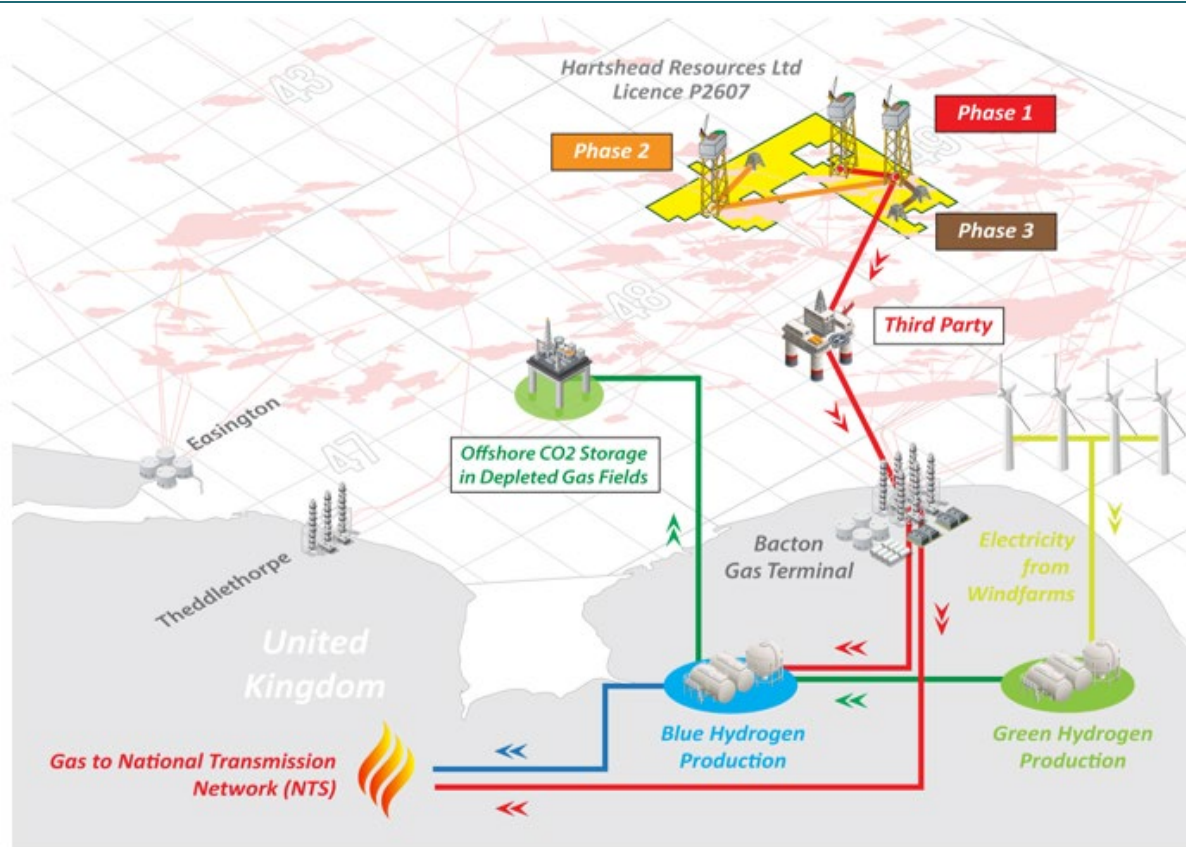 Hartshead Resources Ltd
Licence P2607
Phase 1
Phase 2
Phase 3
43
49
48
47
Third Party
Easington
Offshore CO2 Storage
in Depleted Gas Fields
Theddlethorpe
Bacton
Gas Terminal
Electricity
from
Windfarms
United
Kingdom
Blue Hydrogen
Production
Green Hydrogen
Production
Gas to National Transmission
Network (NTS)